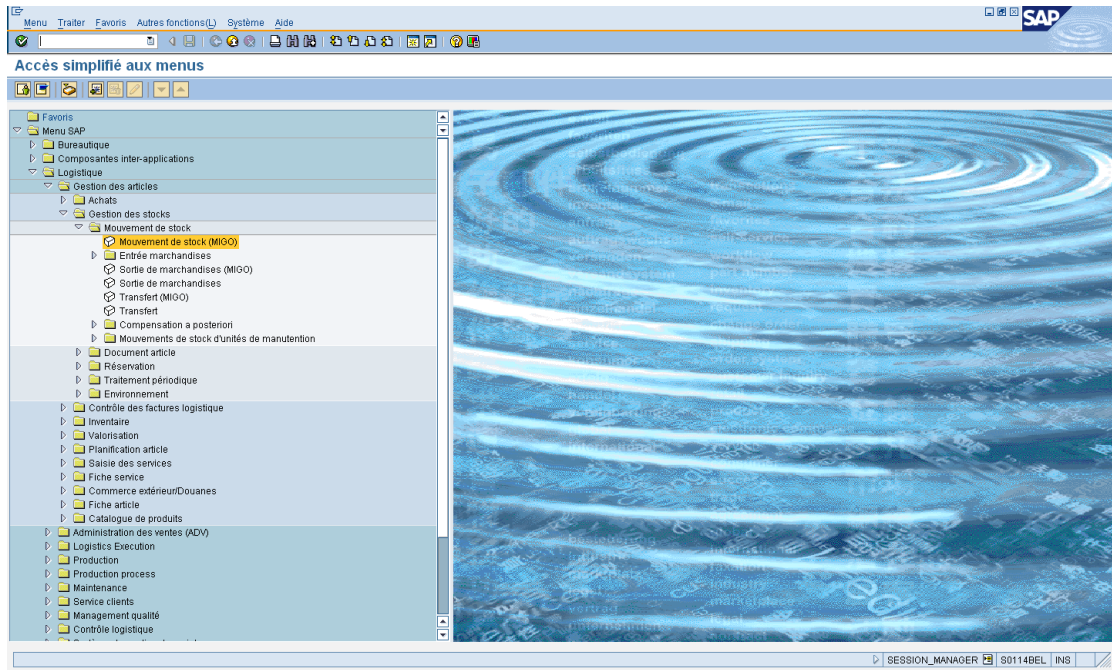 Menu Traiter Favoris Autres fonctions(L) Système Aide
SAP
Accès simplifié aux menus
Favoris
Menu SAP
Bureautique
Composantes inter-applications
Logistique
Gestion des articles
Achats
Gestion des stocks
Mouvement de stock
Mouvement de stock (MIGO)
Entrée marchandises
Sortie de marchandises (MIGO)
Sortie de marchandises
Transfert (MIGO)
Transfert
Compensation a posteriori
Mouvements de stock d'unités de manutention
Document article
Réservation
Traitement périodique
Environnement
Contrôle des factures logistique
Inventaire
Valorisation
Planification article
Saisie des services
Fiche service
Commerce extérieur/Douanes
Fiche article
Catalogue de produits
Administration des ventes (ADV)
Logistics Execution
Production
Production process
Maintenance
Service clients
Management qualité
Contrôle logistique
SESSION_MANAGER S0114BEL INS